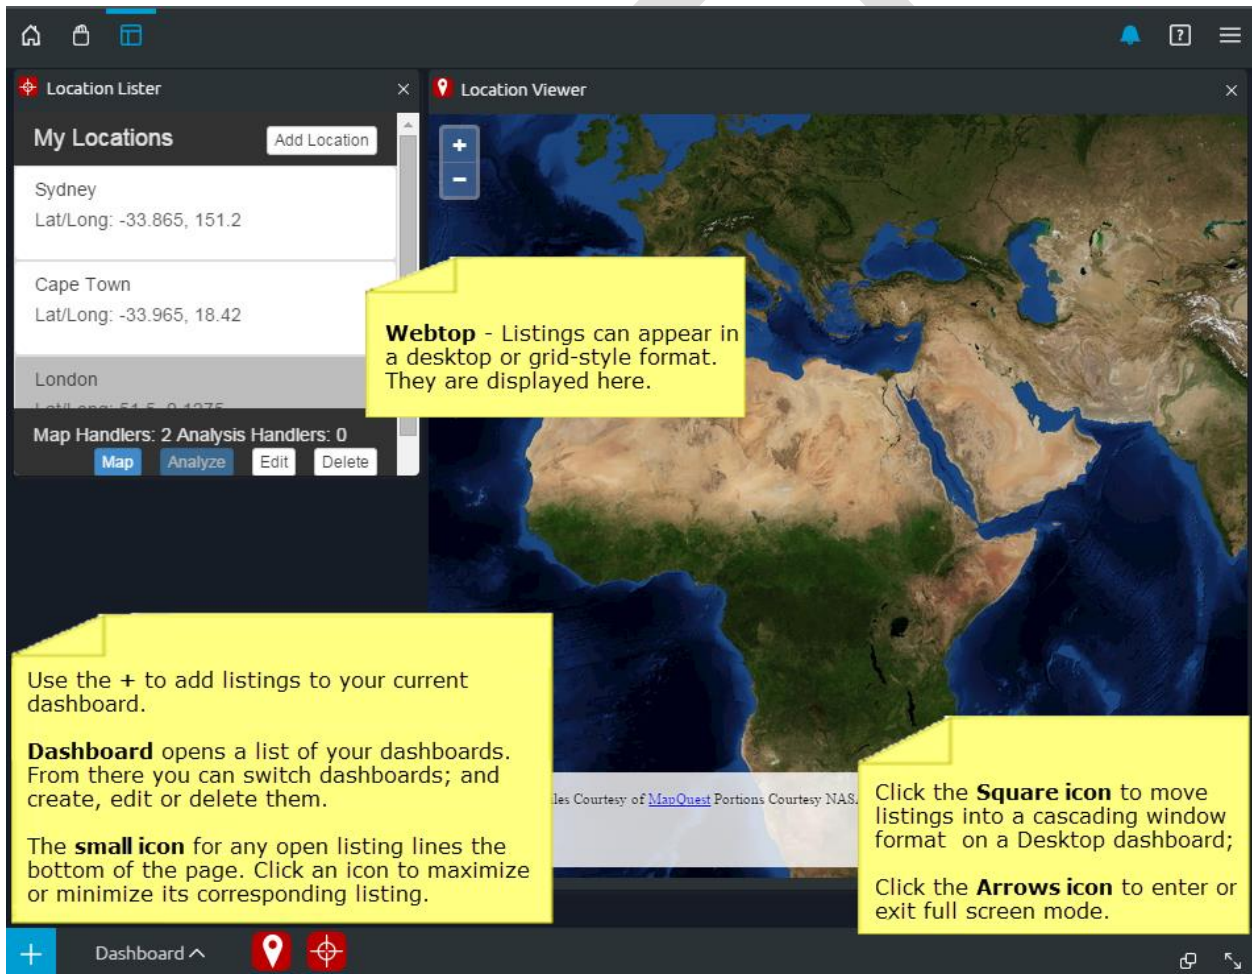 Location Lister
Location Viewer
My Locations
Add Location
Sydney
Lat/Long: -33.865, 151.2
Cape Town
Lat/Long: -33.965, 18.42
London
Map Handlers: 2 Analysis Handlers: 0
Map
Analyze
Edit
Delete
Webtop - Listings can appear in
a desktop or grid-style format.
They are displayed here.
Use the + to add listings to your current
dashboard.
Dashboard opens a list of your dashboards.
From there you can switch dashboards; and
create, edit or delete them.
The small icon for any open listing lines the
bottom of the page. Click an icon to maximize
or minimize its corresponding listing.
Courtesy of MapQuest Portions Courtesy
Click the Square icon to move
listings into a cascading window
format on a Desktop dashboard;
Click the Arrows icon to enter or
exit full screen mode.
Dashboard